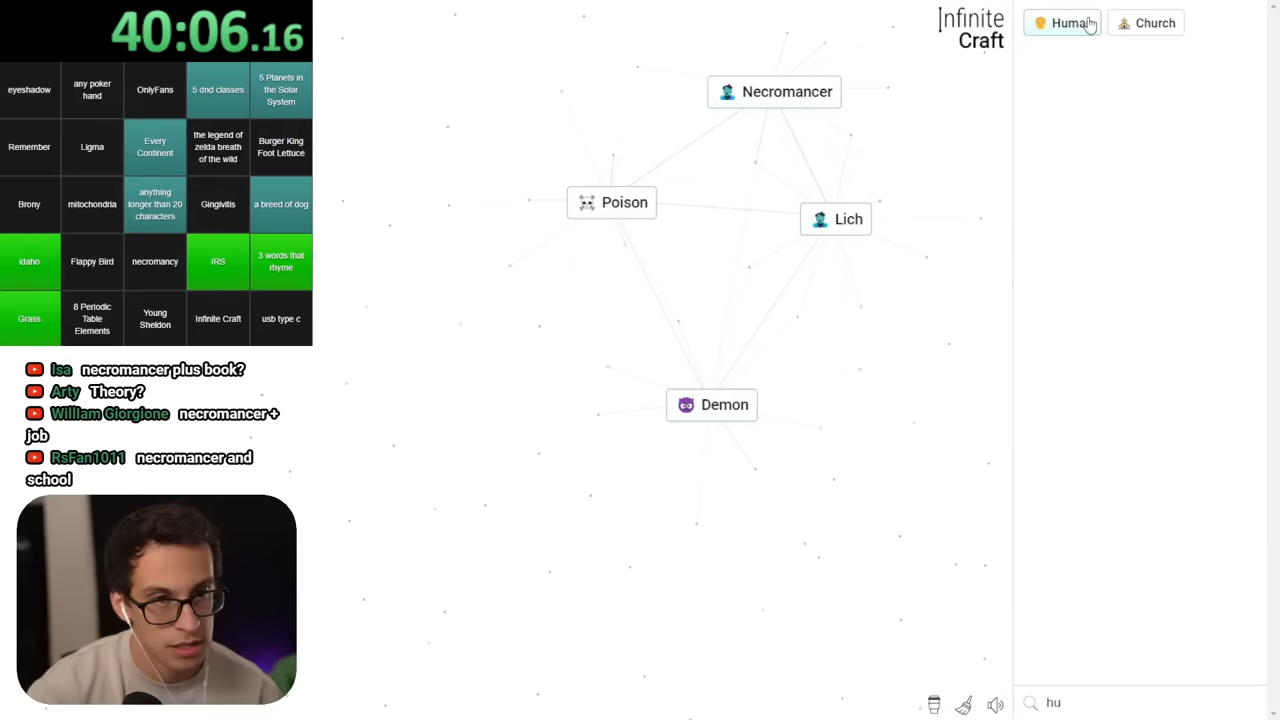 40:06.16
eyeshadow
any poker
hand
OnlyFans
5 dnd classes
5 Planets in
the Solar
System
Remember
Ligma
Every
Continent
the legend of
zelda breath
of the wild
Burger King
Foot Lettuce
Brony
mitochondria
anything
longer than 20
characters
Gingivitis
a breed of dog
idaho
Flappy Bird
necromancy
IRS
3 words that
rhyme
Grass
8 Periodic
Table
Elements
Young
Sheldon
Infinite Craft
usb type c
Isa necromancer plus book?
Arty Theory?
William Giorgione necromancer +
job
RsFan1011 necromancer and
school
Infinite
Craft
Necromancer
Poison
Lich
Demon
Human
Church
hu